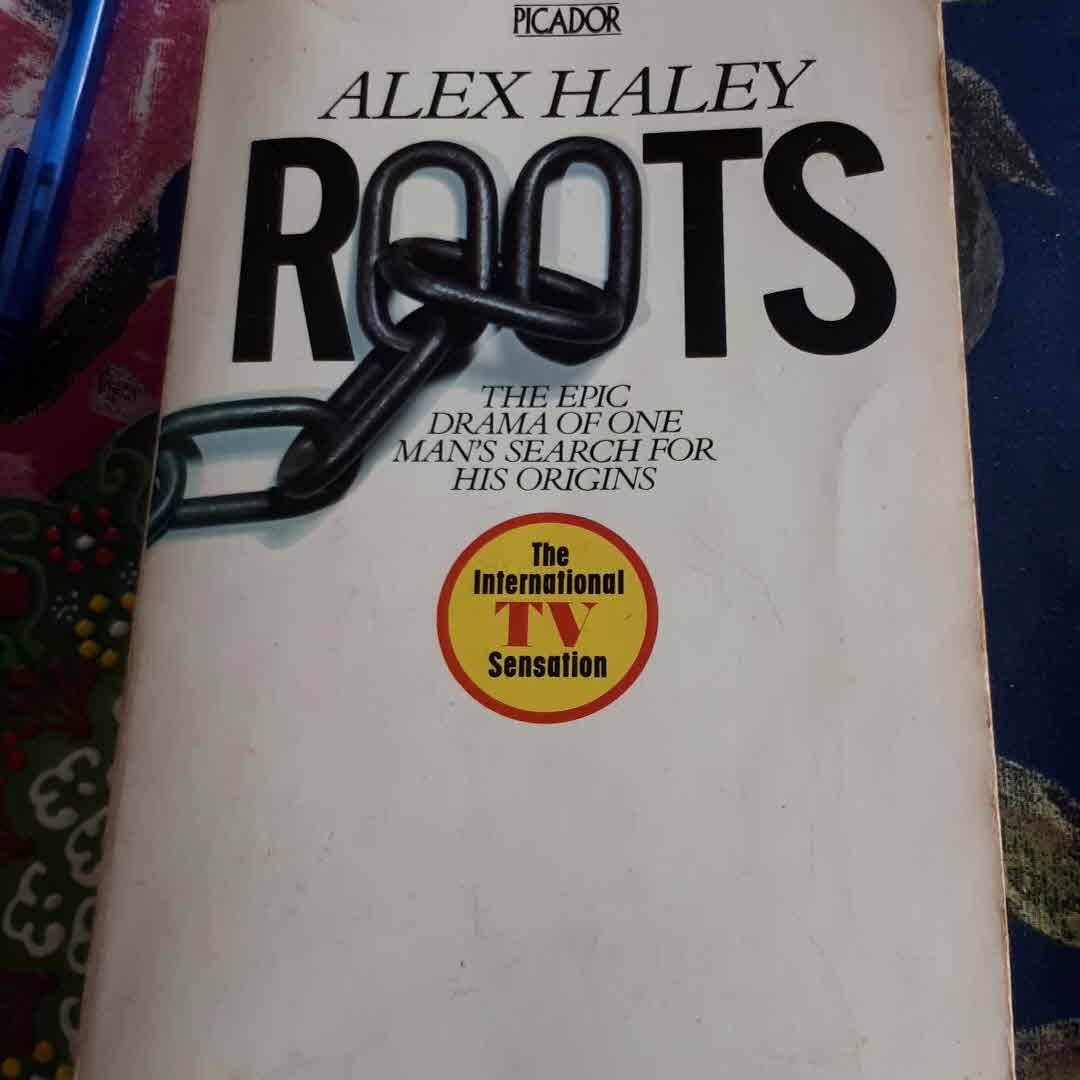 PICADOR
ALEX HALEY
ROOTS
THE EPIC
DRAMA OF ONE
MAN'S SEARCH FOR
HIS ORIGINS
The
International
TV
Sensation